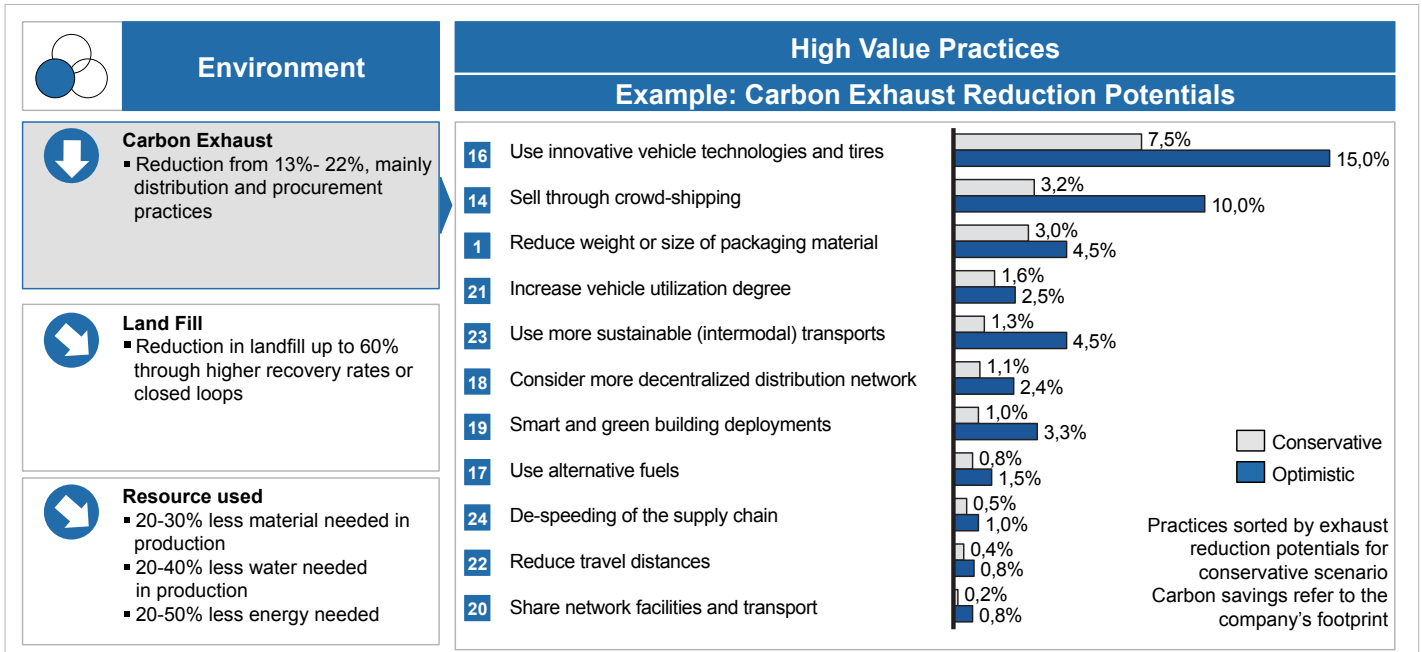 Environment
High Value Practices
Example: Carbon Exhaust Reduction Potentials
Carbon Exhaust
▪ Reduction from 13%- 22%, mainly
distribution and procurement
practices
Land Fill
▪ Reduction in landfill up to 60%
through higher recovery rates or
closed loops
Resource used
▪ 20-30% less material needed in
production
▪ 20-40% less water needed
in production
▪ 20-50% less energy needed
16 Use innovative vehicle technologies and tires 7,5%
15,0%
14 Sell through crowd-shipping 3,2%
10,0%
1 Reduce weight or size of packaging material 3,0%
4,5%
21 Increase vehicle utilization degree 1,6%
2,5%
23 Use more sustainable (intermodal) transports 1,3%
4,5%
18 Consider more decentralized distribution network 1,1%
2,4%
19 Smart and green building deployments 1,0%
3,3%
17 Use alternative fuels 0,8%
1,5%
24 De-speeding of the supply chain 0,5%
1,0%
22 Reduce travel distances 0,4%
0,8%
20 Share network facilities and transport 0,2%
0,8%
Conservative
Optimistic
Practices sorted by exhaust
reduction potentials for
conservative scenario
Carbon savings refer to the
company's footprint